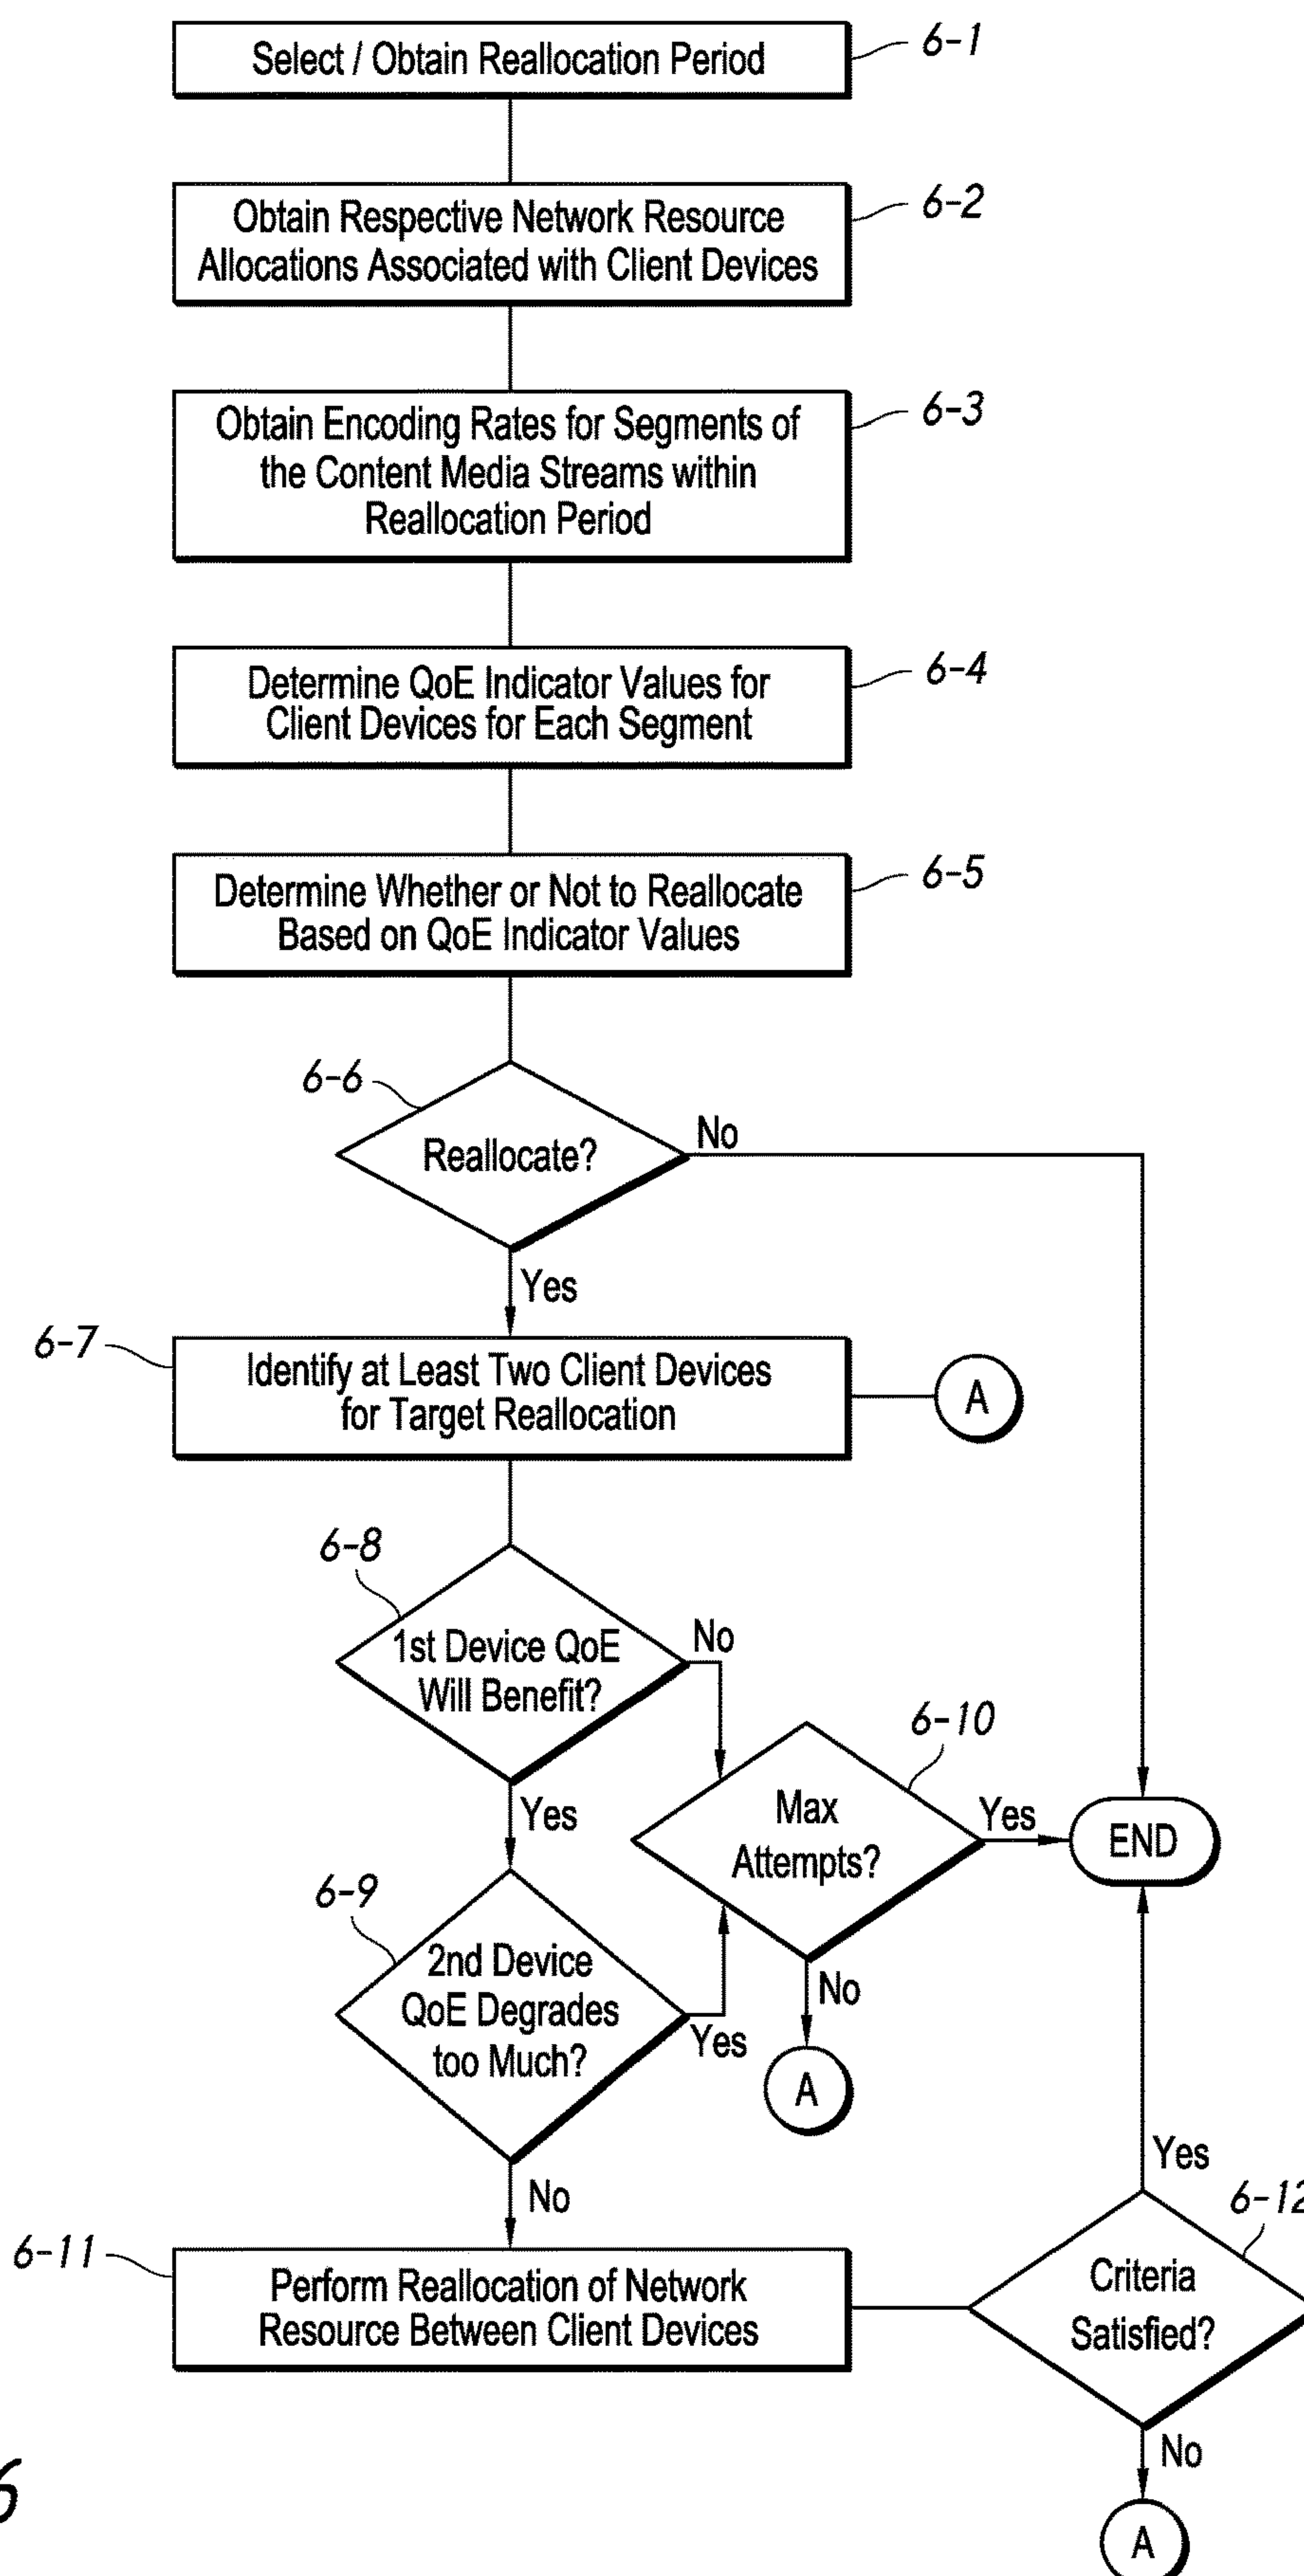 Select / Obtain Reallocation Period
6-1
Obtain Respective Network Resource
Allocations Associated with Client Devices
6-2
Obtain Encoding Rates for Segments of
the Content Media Streams within
Reallocation Period
6-3
Determine QoE Indicator Values for
Client Devices for Each Segment
6-4
Determine Whether or Not to Reallocate
Based on QoE Indicator Values
6-5
6-6
Reallocate?
No
Yes
6-7
Identify at Least Two Client Devices
for Target Reallocation
A
6-8
1st Device QoE
Will Benefit?
No
Yes
6-10
Max
Attempts?
Yes
END
No
A
6-9
2nd Device
QoE Degrades
too Much?
Yes
No
6-11
Perform Reallocation of Network
Resource Between Client Devices
Yes
6-12
Criteria
Satisfied?
No
A
6